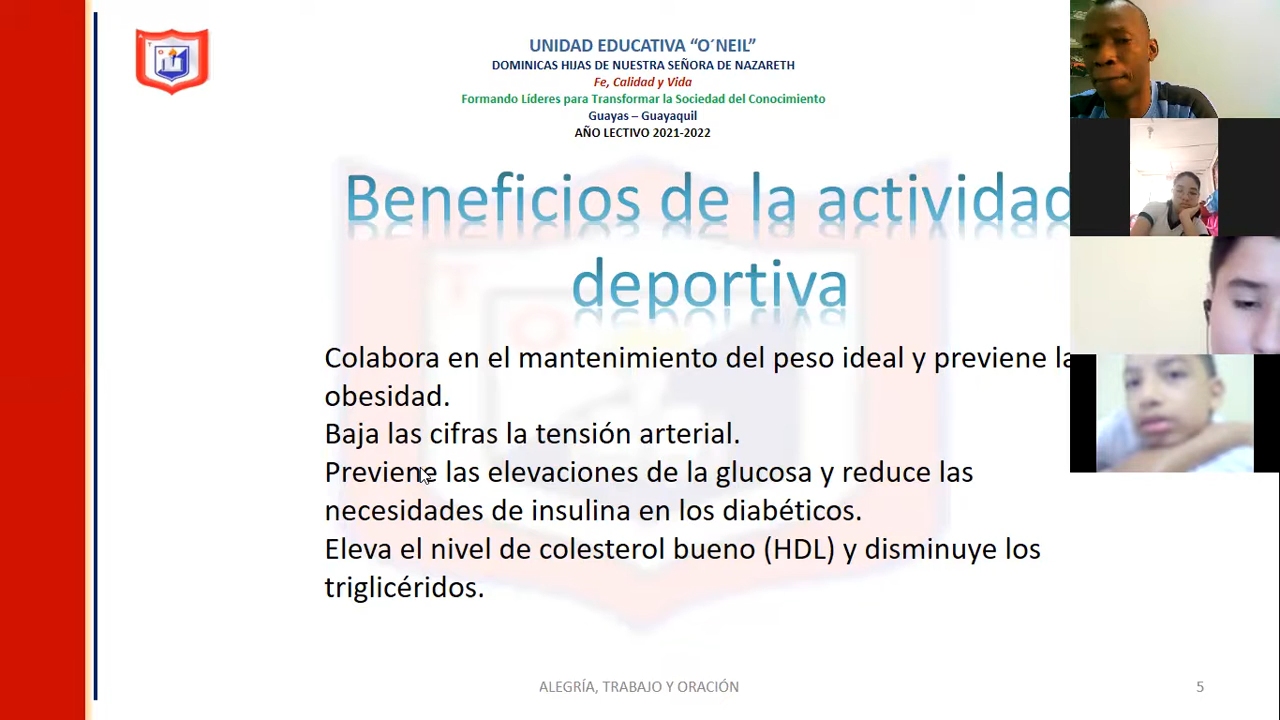 UNIDAD EDUCATIVA “O´NEIL”
DOMINICAS HIJAS DE NUESTRA SEÑORA DE NAZARETH
Fe, Calidad y Vida
Formando Líderes para Transformar la Sociedad del Conocimiento
Guayas – Guayaquil
AÑO LECTIVO 2021-2022
Beneficios de la actividad
deportiva
Colabora en el mantenimiento del peso ideal y previene la
obesidad.
Baja las cifras la tensión arterial.
Previene las elevaciones de la glucosa y reduce las
necesidades de insulina en los diabéticos.
Eleva el nivel de colesterol bueno (HDL) y disminuye los
triglicéridos.
ALEGRÍA, TRABAJO Y ORACIÓN
5